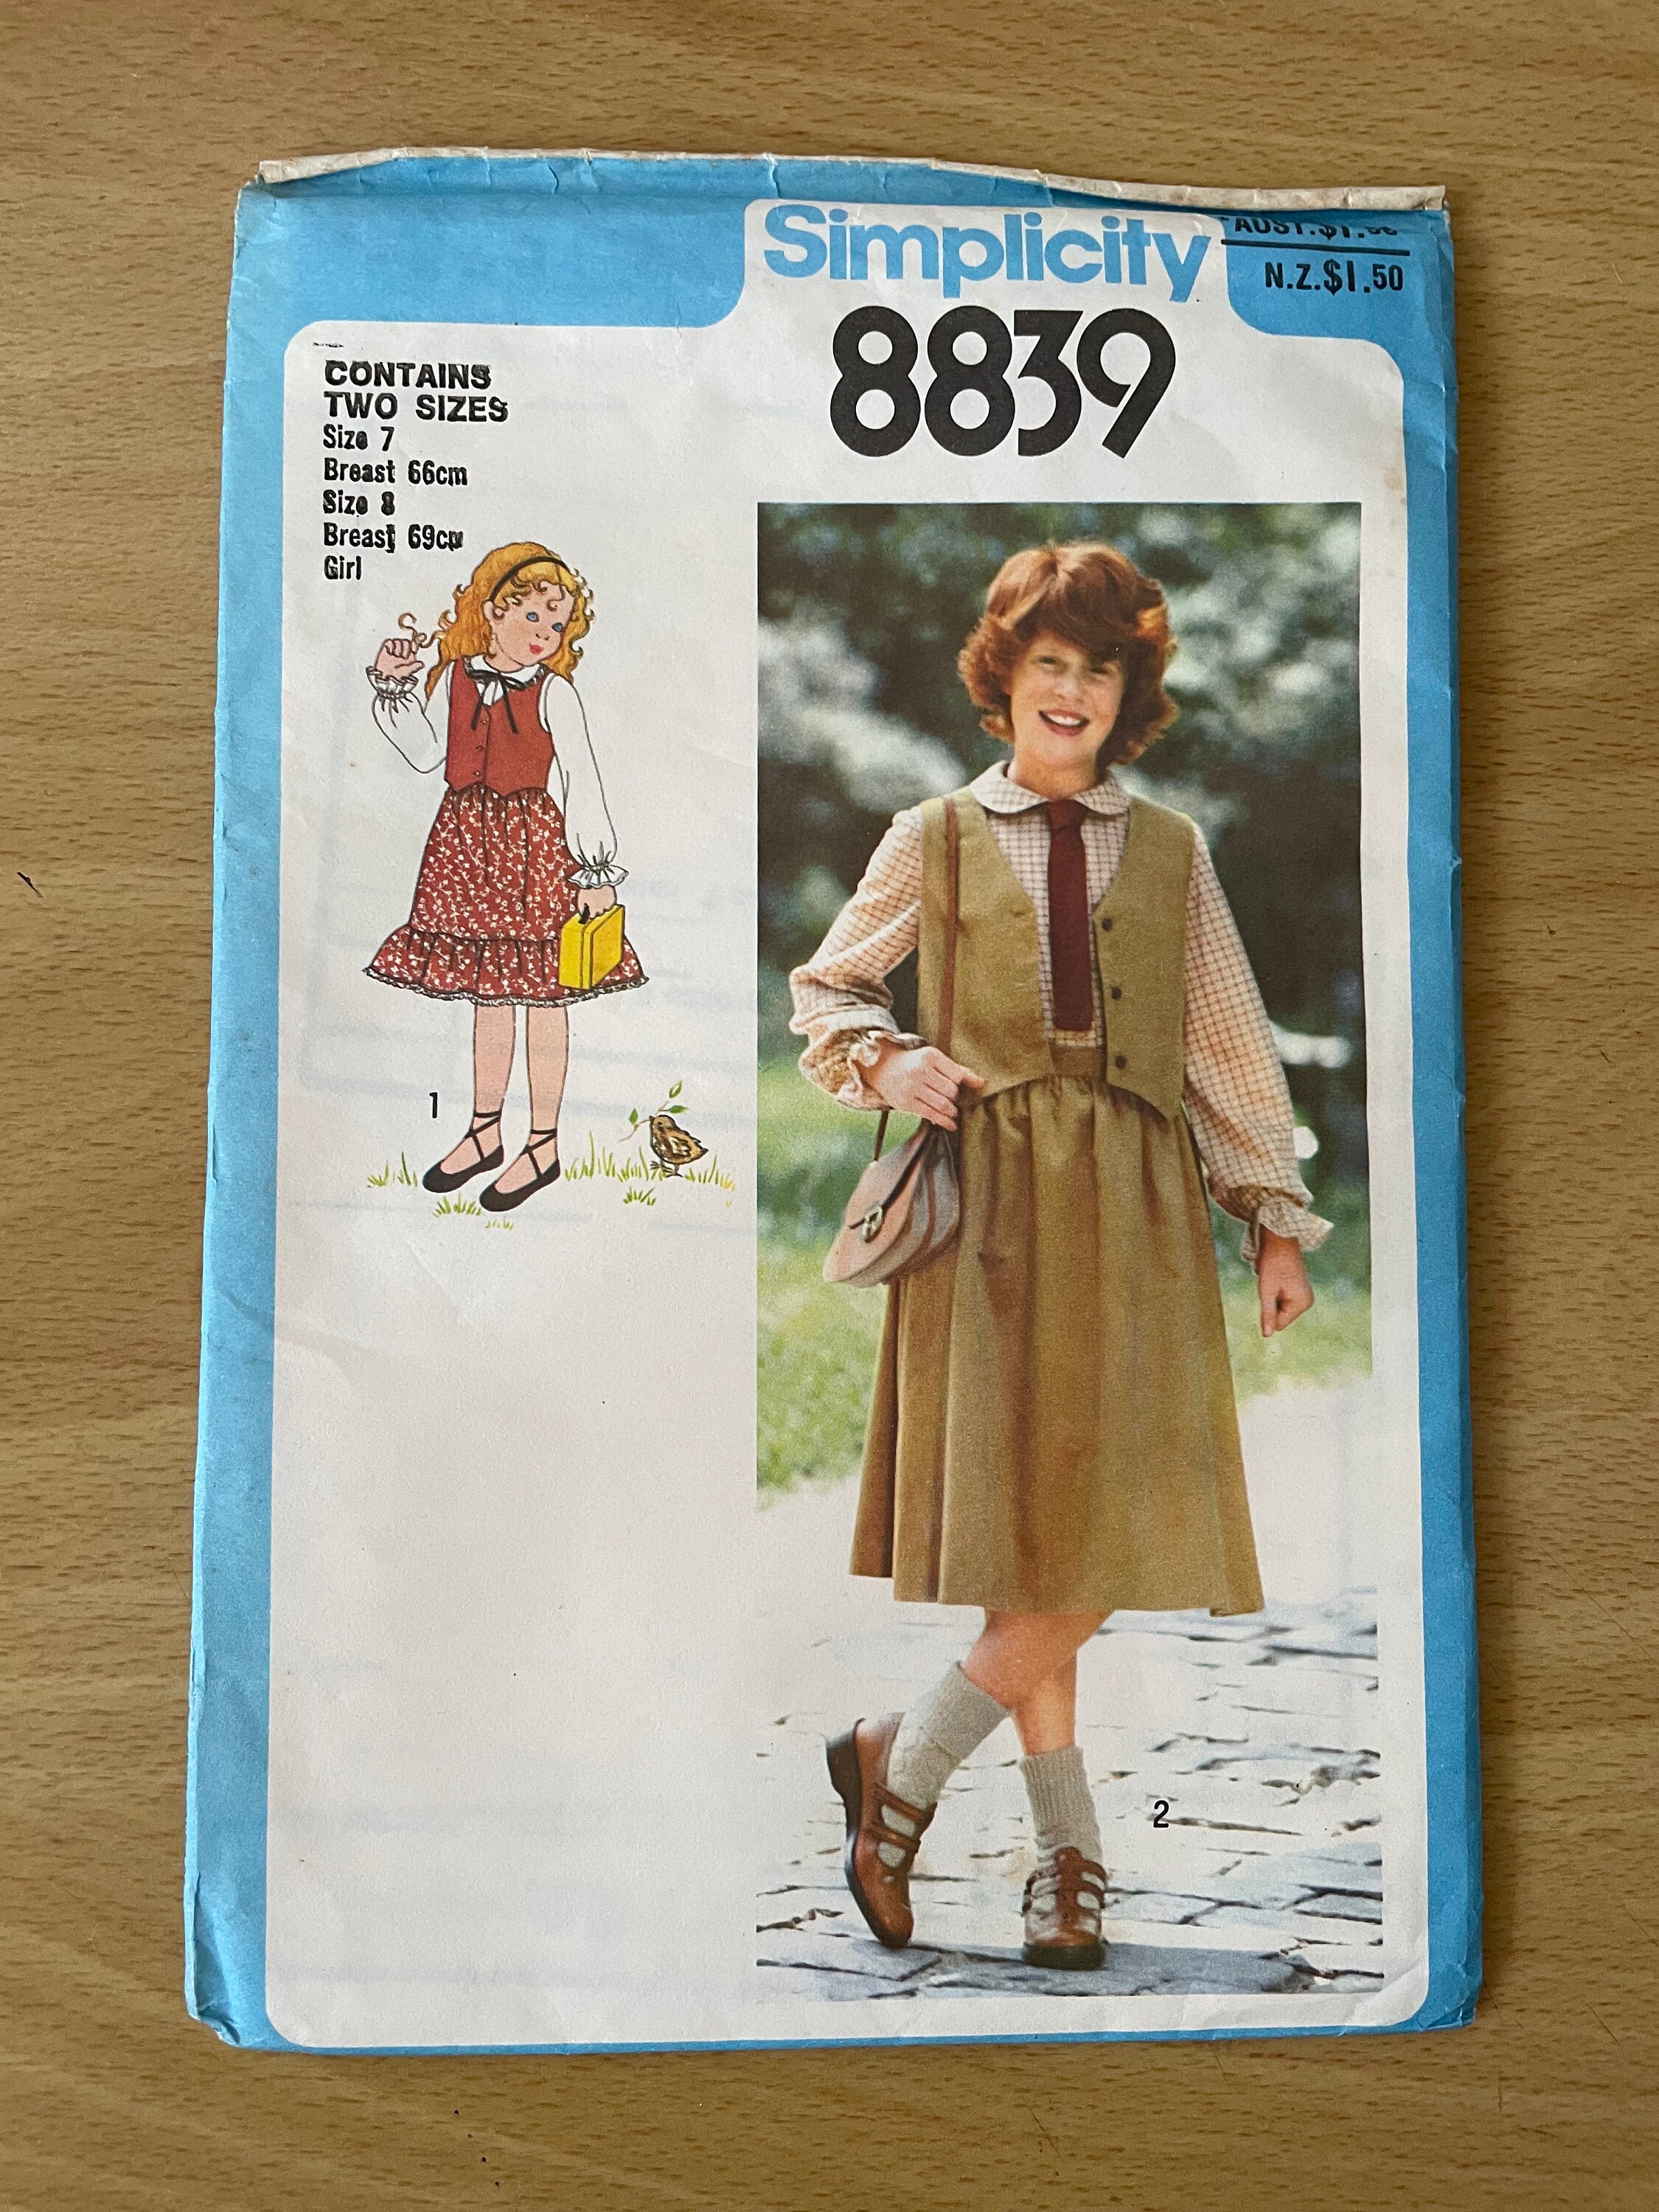 Simplicity
N.Z.$1.50
8839
CONTAINS
TWO SIZES
Size 7
Breast 66cm
Size 8
Breast 69cm
Girl
1
2